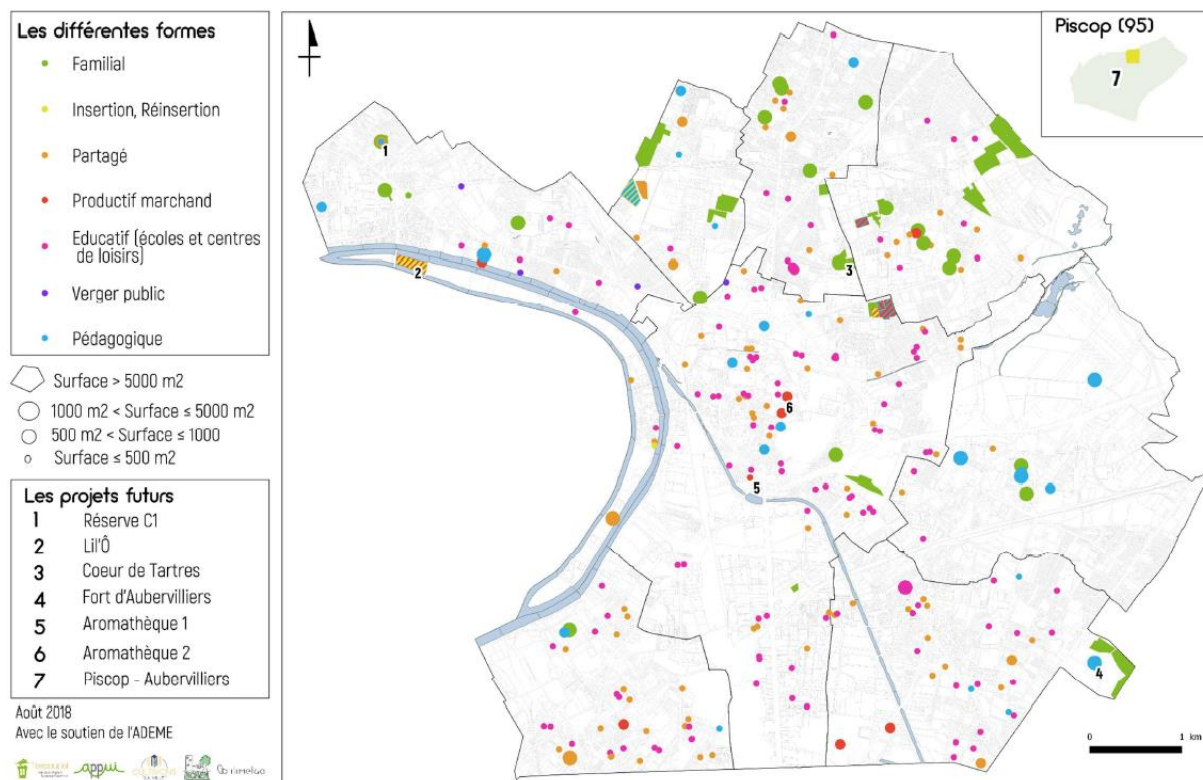 Les différentes formes
Familial
Insertion, Réinsertion
Partagé
Productif marchand
Educatif (écoles et centres
de loisirs)
Verger public
Pédagogique
Surface > 5000 m2
1000 m2 < Surface ≤ 5000 m2
500 m2 < Surface ≤ 1000
Surface ≤ 500 m2
Les projets futurs
1 Réserve C1
2 Lil'Ô
3 Coeur de Tartres
4 Fort d'Aubervilliers
5 Aromathèque 1
6 Aromathèque 2
7 Piscop - Aubervilliers
Août 2018
Avec le soutien de l'ADEME
Piscop (95)
7
1
2
3
6
5
4
0 1 km